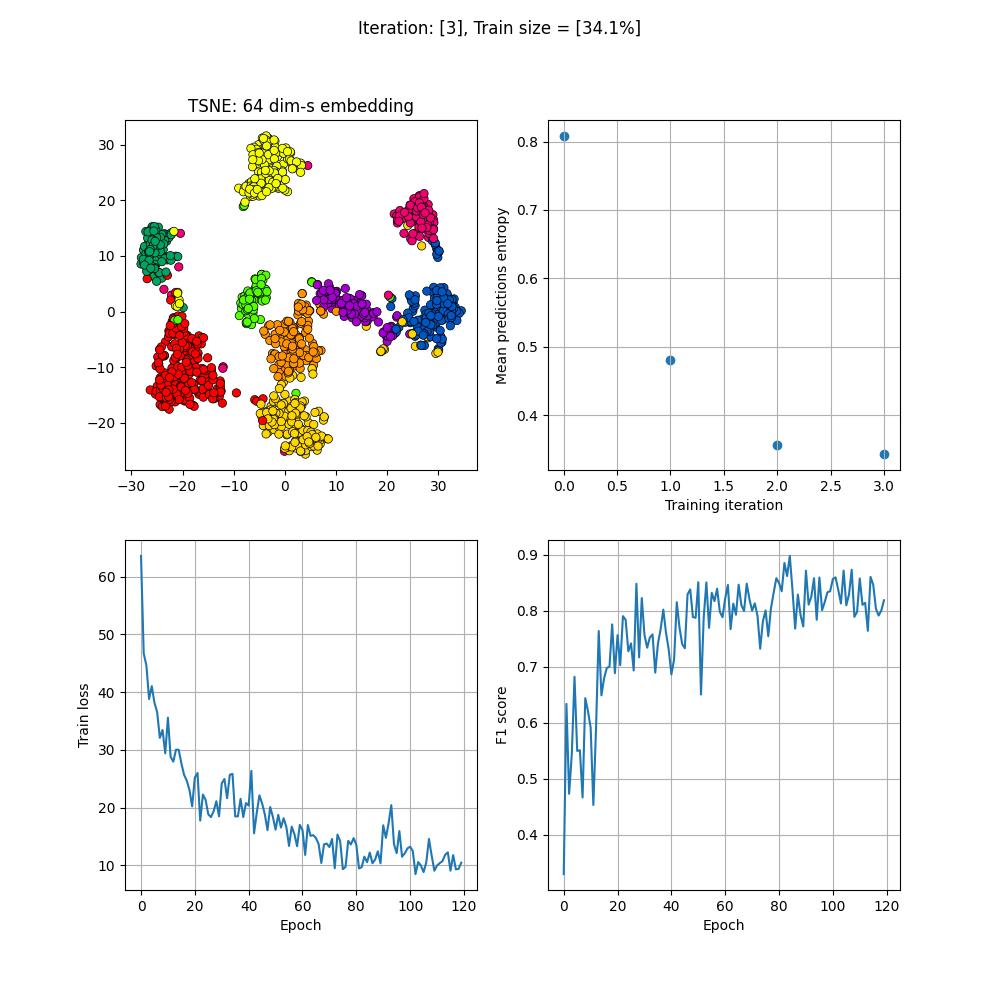 Iteration: [3], Train size = [34.1%]
TSNE: 64 dim-s embedding
30
20
10
0
−10
−20
−30 −20 −10 0 10 20 30
Mean predictions entropy
0.8
0.7
0.6
0.5
0.4
0.0 0.5 1.0 1.5 2.0 2.5 3.0
Training iteration
Train loss
60
50
40
30
20
10
0 20 40 60 80 100 120
Epoch
F1 score
0.9
0.8
0.7
0.6
0.5
0.4
0 20 40 60 80 100 120
Epoch